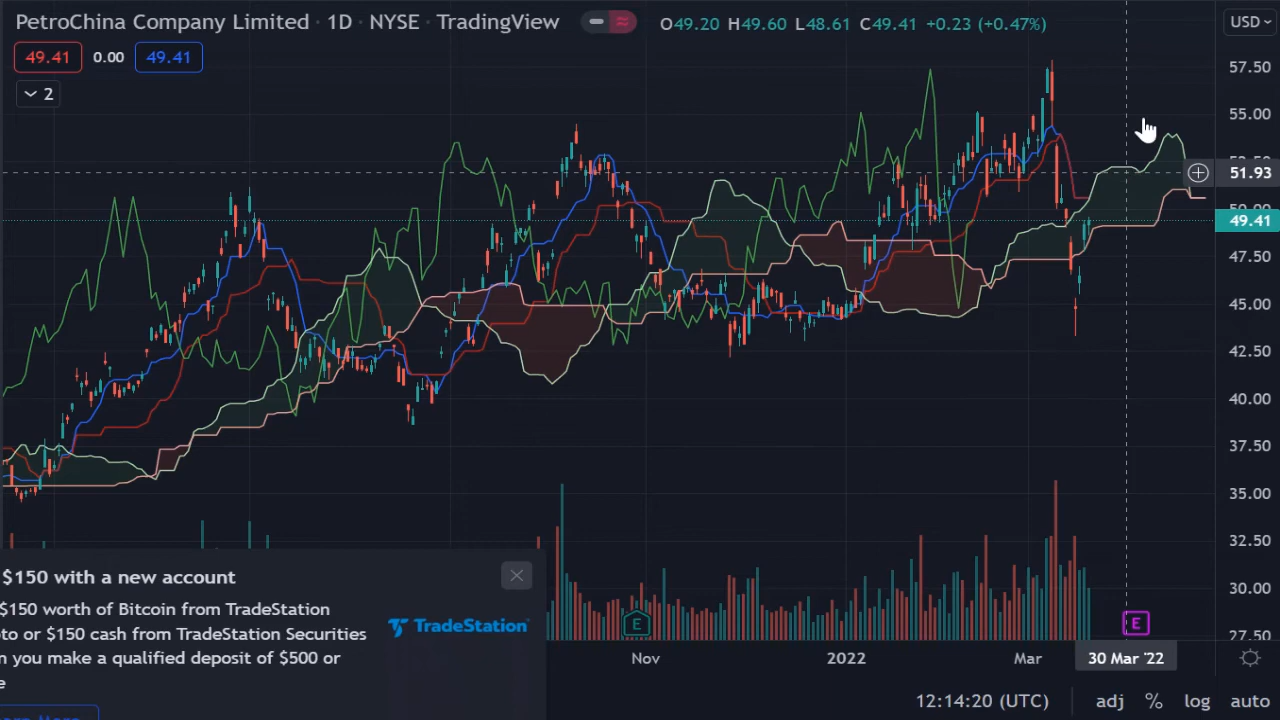 PetroChina Company Limited · 1D · NYSE · TradingView
O49.20 H49.60 L48.61 C49.41 +0.23 (+0.47%)
USD
49.41 0.00 49.41
2
57.50
55.00
51.93
49.41
47.50
45.00
42.50
40.00
37.50
35.00
32.50
30.00
27.50
$150 with a new account
$150 worth of Bitcoin from TradeStation
to or $150 cash from TradeStation Securities
you make a qualified deposit of $500 or
e
TradeStation
E
E
Nov
2022
Mar
30 Mar '22
12:14:20 (UTC)
adj % log auto